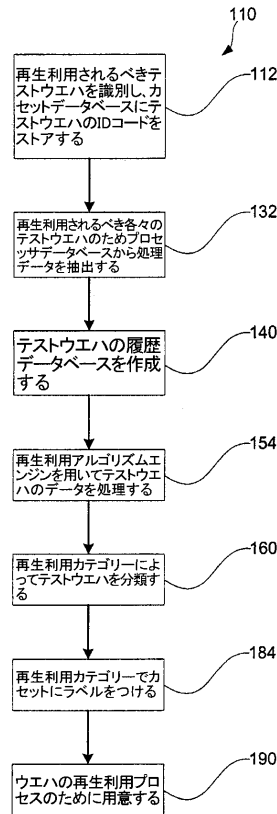 110
再生利用されるべきテ
ストウエハを識別し、カ
セットデータベースにテ
ストウエハのIDコードを
ストアする
112
再生利用されるべき各々の
テストウエハのためプロセ
ッサデータベースから処理
データを抽出する
132
テストウエハの履歴
データベースを作成
する
140
再生利用アルゴリズムエ
ンジンを用いてテストウエ
ハのデータを処理する
154
再生利用カテゴリーによ
ってテストウエハを分類す
る
160
再生利用カテゴリーでカ
セットにラベルをつける
184
ウエハの再生利用プロ
セスのために用意する
190